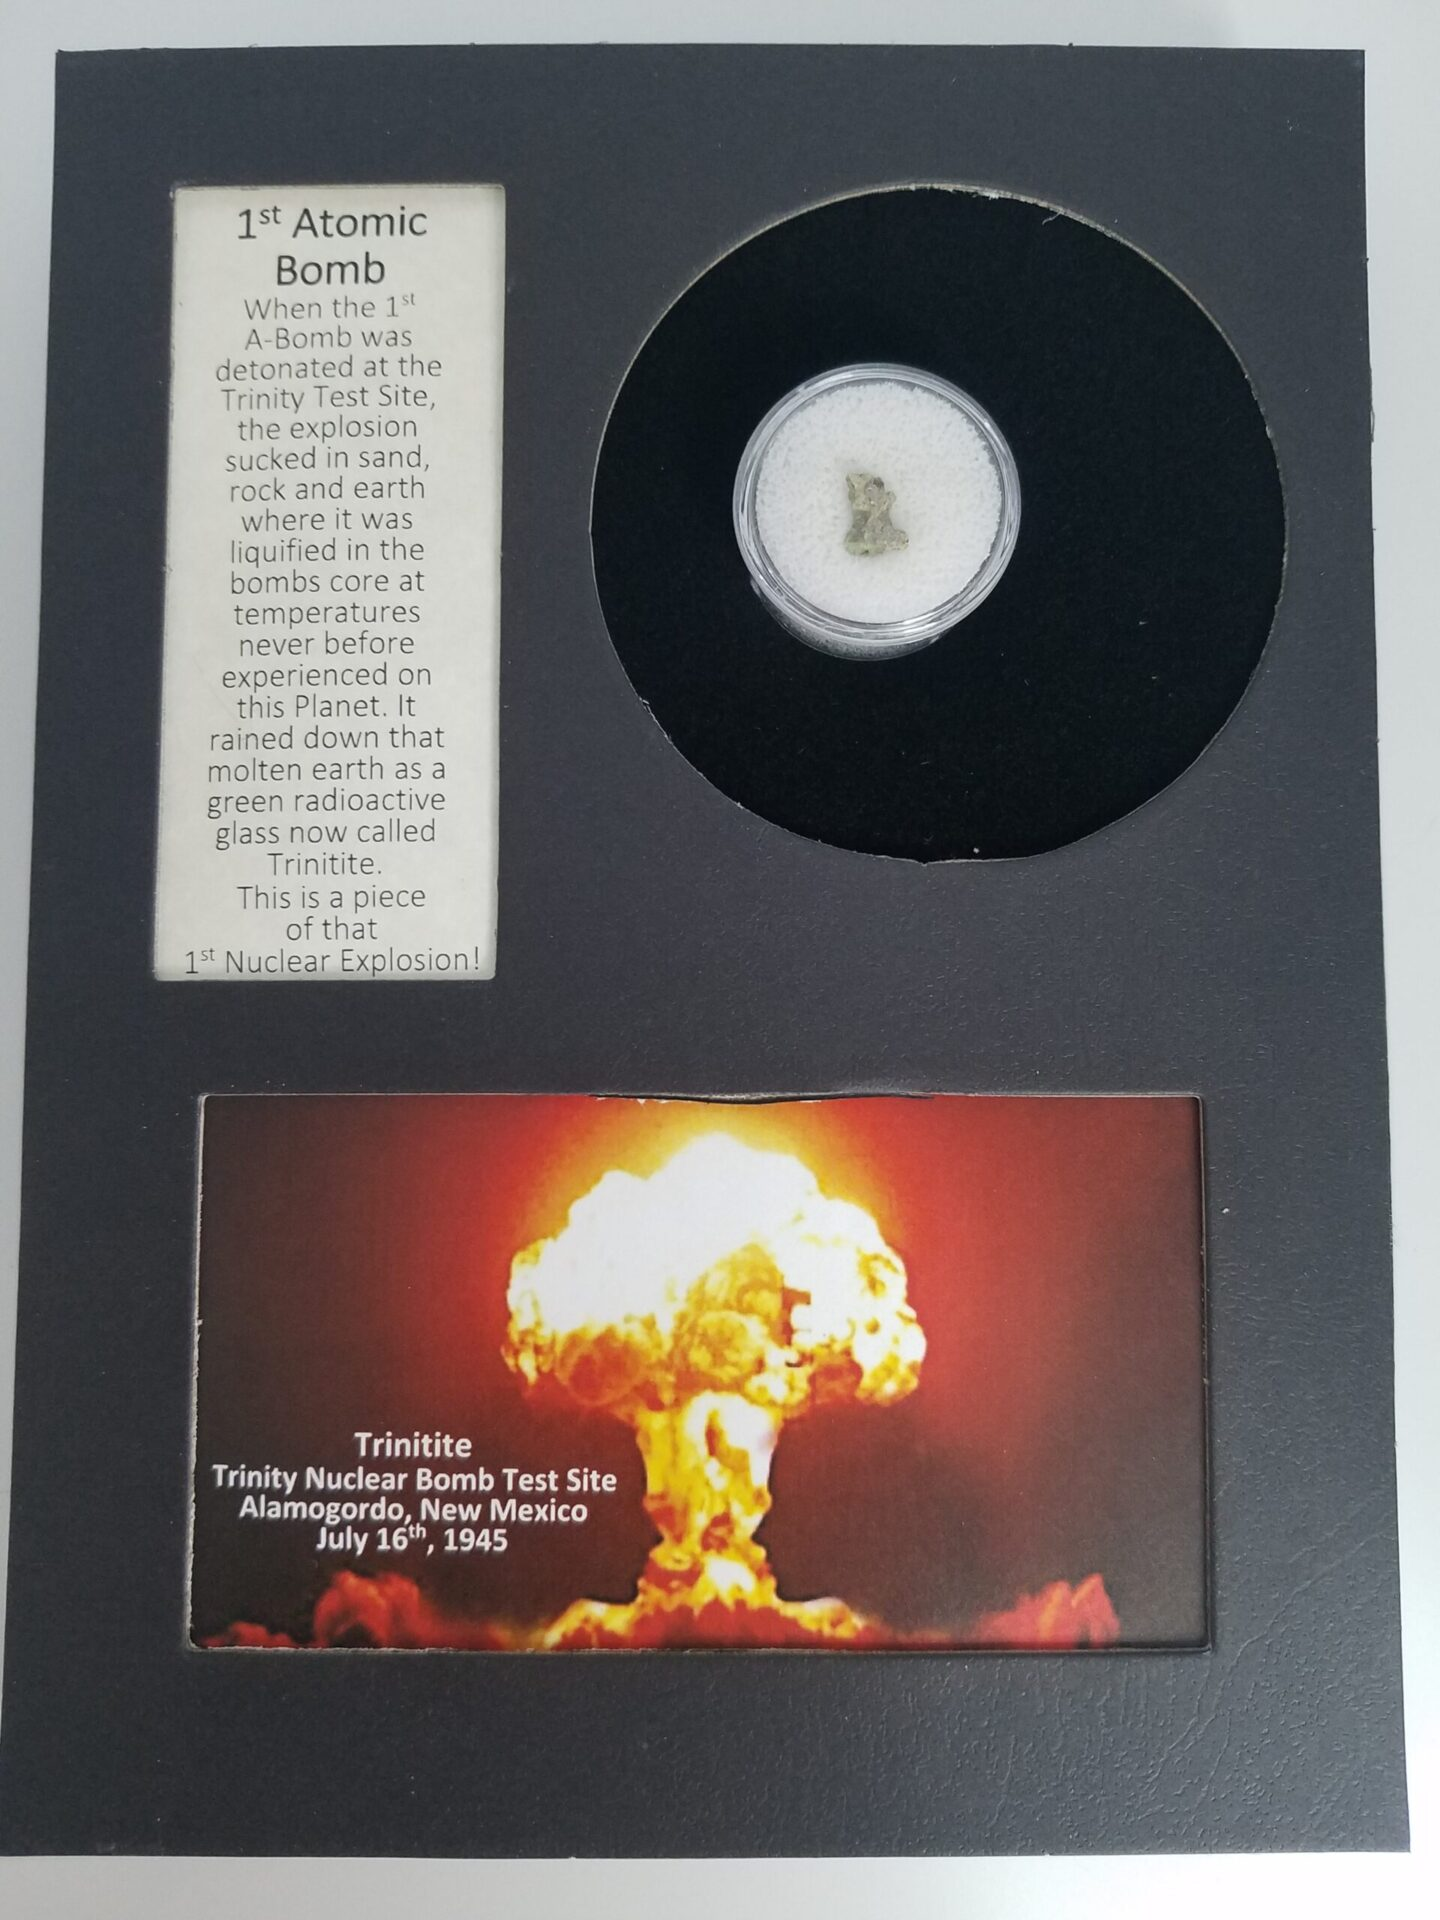 1st Atomic
Bomb
When the 1st
A-Bomb was
detonated at the
Trinity Test Site,
the explosion
sucked in sand,
rock and earth
where it was
liquified in the
bombs core at
temperatures
never before
experienced on
this Planet. It
rained down that
molten earth as a
green radioactive
glass now called
Trinitite.
This is a piece
of that
1st Nuclear Explosion!
Trinitite
Trinity Nuclear Bomb Test Site
Alamogordo, New Mexico
July 16th, 1945